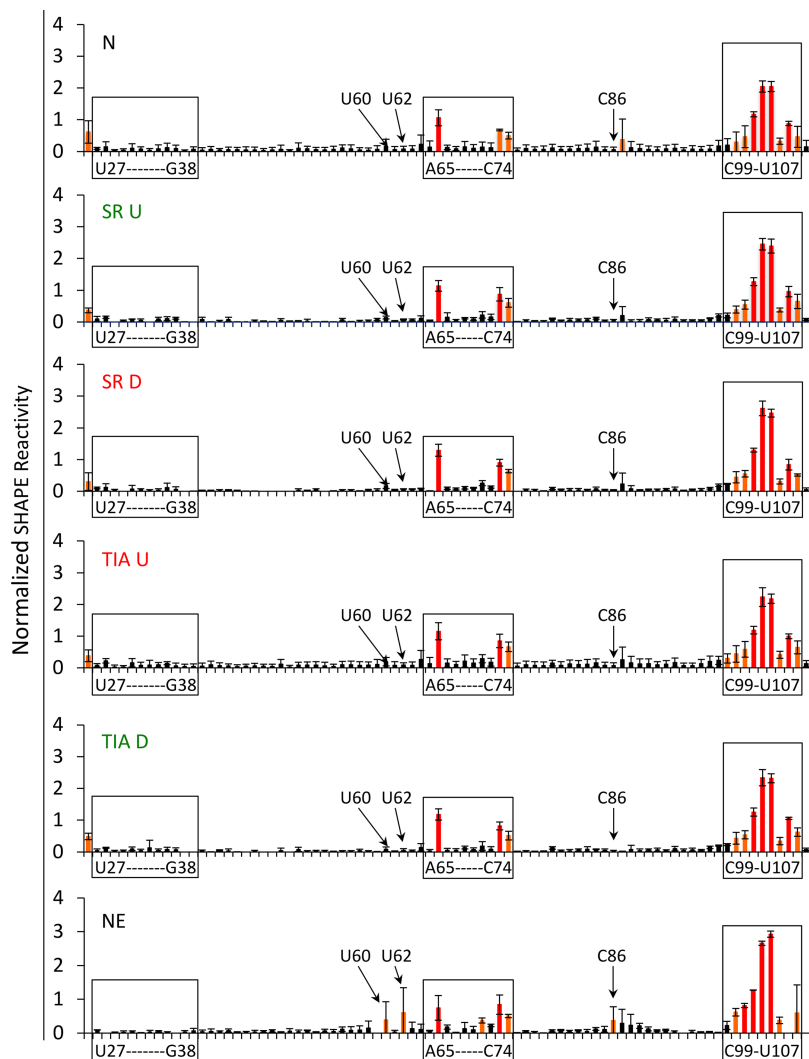 Normalized SHAPE Reactivity
4
N
3
2
U60 U62
C86
1
0
U27-------G38
A65-----C74
C99-U107
4
SR U
3
2
U60 U62
C86
1
0
U27-------G38
A65-----C74
C99-U107
4
SR D
3
2
U60 U62
C86
1
0
U27-------G38
A65-----C74
C99-U107
4
TIA U
3
2
U60 U62
C86
1
0
U27-------G38
A65-----C74
C99-U107
4
TIA D
3
2
U60 U62
C86
1
0
U27-------G38
A65-----C74
C99-U107
4
NE
3
U60 U62
C86
2
1
0
U27-------G38
A65-----C74
C99-U107